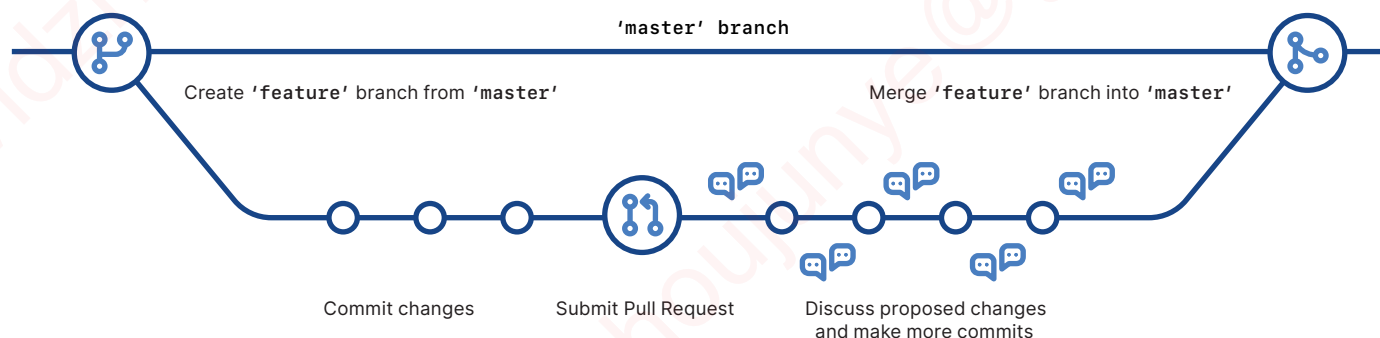 ‘master’ branch
Create ‘feature’ branch from ‘master’
Merge ‘feature’ branch into ‘master’
Commit changes
Submit Pull Request
Discuss proposed changes
and make more commits